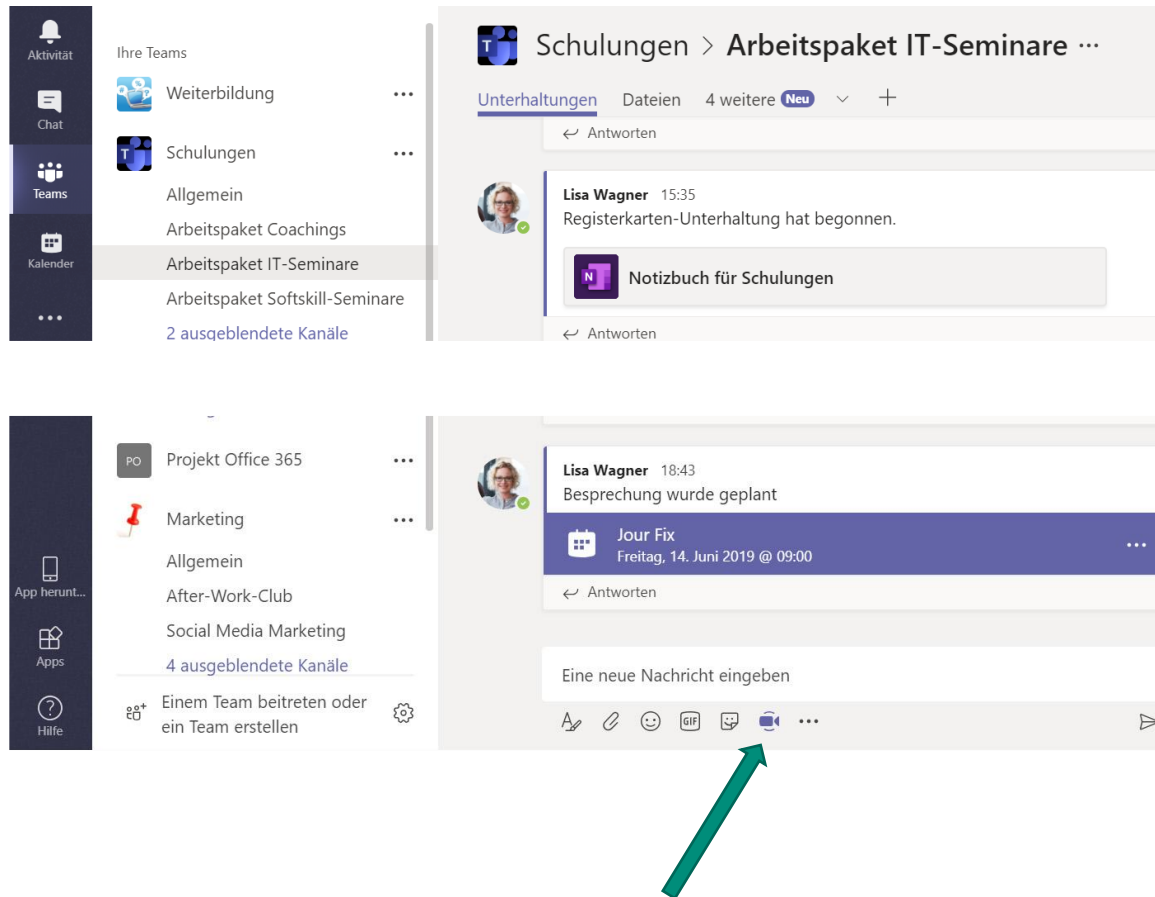 Aktivität
Chat
Teams
Kalender
Ihre Teams
Weiterbildung
T
Schulungen
Allgemein
Arbeitspaket Coachings
Arbeitspaket IT-Seminare
Arbeitspaket Softskill-Seminare
2 ausgeblendete Kanäle
T
Schulungen > Arbeitspaket IT-Seminare ...
Unterhaltungen Dateien 4 weitere Neu
Antworten
Lisa Wagner 15:35
Registerkarten-Unterhaltung hat begonnen.
N
Notizbuch für Schulungen
Antworten
App herunt...
Apps
Hilfe
PO
Projekt Office 365
Marketing
Allgemein
After-Work-Club
Social Media Marketing
4 ausgeblendete Kanäle
Einem Team beitreten oder
ein Team erstellen
Lisa Wagner 18:43
Besprechung wurde geplant
Jour Fix
Freitag, 14. Juni 2019 @ 09:00
Antworten
Eine neue Nachricht eingeben
GIF